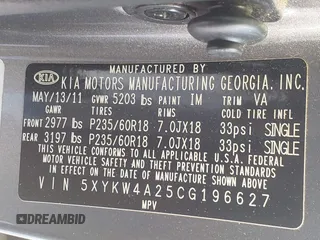 MANUFACTURED BY
KIA KIA MOTORS MANUFACTURING GEORGIA, INC.
MAY/13/11 GVWR 5203 lbs PAINT IM TRIM VA
GAWR TIRES RIMS COLD TIRE INFL
FRONT 2977 lbs P235/60R18 7.0JX18 33psi SINGLE
REAR 3197 lbs P235/60R18 7.0JX18 33psi SINGLE
THIS VEHICLE CONFORMS TO ALL APPLICABLE U.S.A. FEDERAL
MOTOR VEHICLE SAFETY AND THEFT PREVENTION STANDARDS
IN EFFECT ON THE DATE OF MANUFACTURE SHOWN ABOVE.
VIN 5XYKW4A25CG196627
MPV
DREAMBID